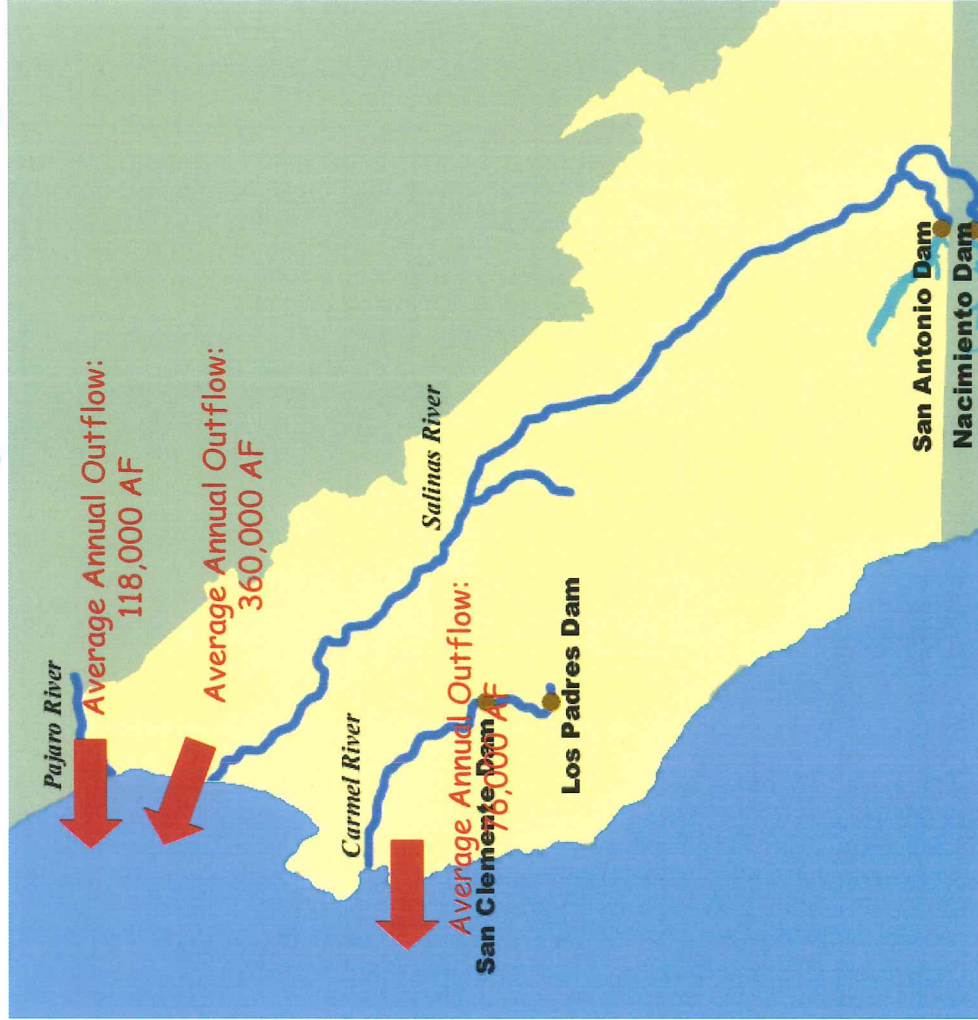 Pajaro River
Average Annual Outflow:
118,000 AF
Average Annual Outflow:
360,000 AF
Salinas River
Carmel River
Average Annual Outflow:
76,000 AF
San Clemente Dam
Los Padres Dam
San Antonio Dam
Nacimiento Dam